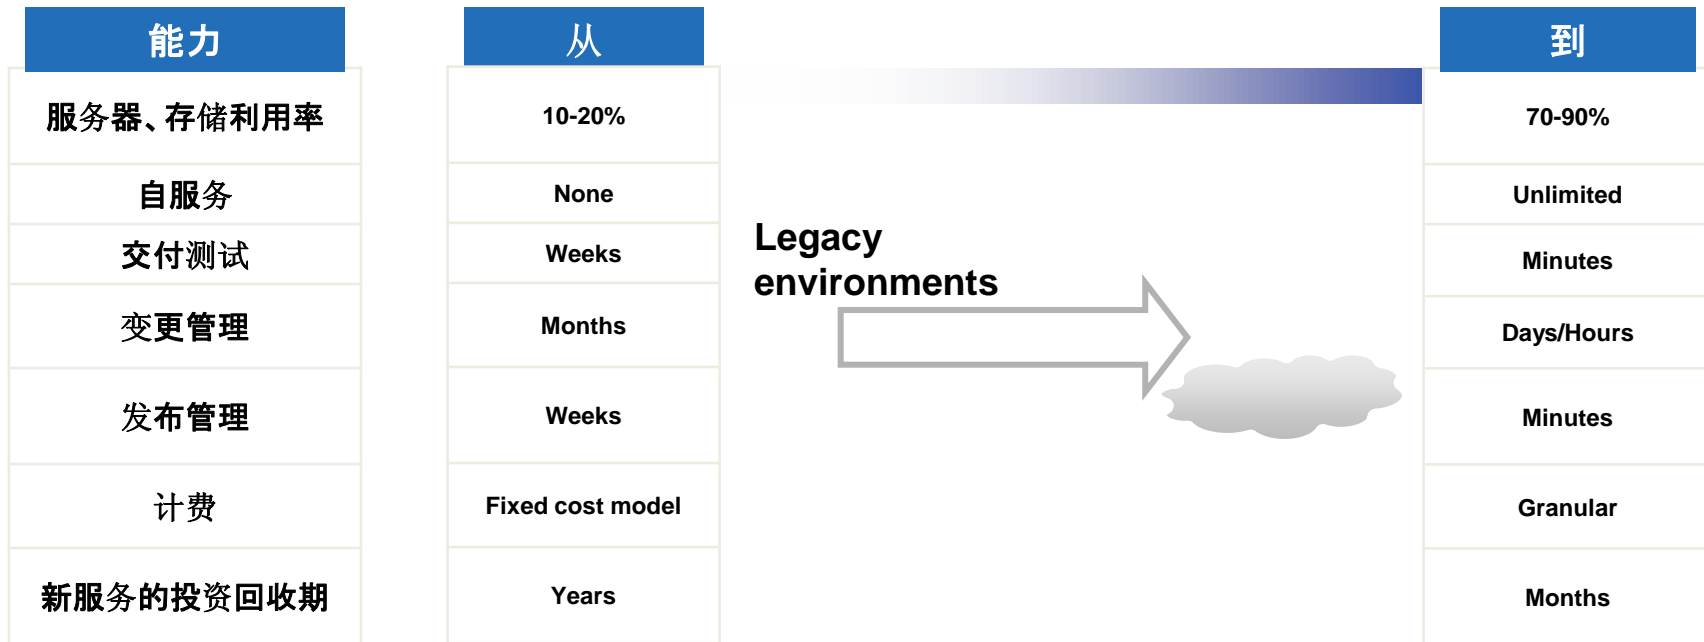 能力
从
到
服务器、存储利用率
10-20%
70-90%
自服务
None
Unlimited
交付测试
Weeks
Legacy
environments
Minutes
变更管理
Months
Days/Hours
发布管理
Weeks
Minutes
计费
Fixed cost model
Granular
新服务的投资回收期
Years
Months